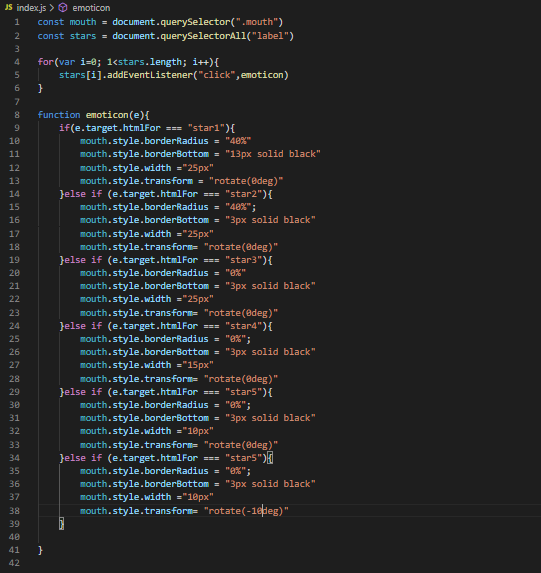 JS index.js > emoticon
1 const mouth = document.querySelector(".mouth")
2 const stars = document.querySelectorAll("label")
3
4 for(var i=0; 1<stars.length; i++){
5     stars[i].addEventListener("click",emoticon)
6 }
7
8 function emoticon(e){
9     if(e.target.htmlFor === "star1"){
10         mouth.style.borderRadius = "40%"
11         mouth.style.borderBottom = "13px solid black"
12         mouth.style.width ="25px"
13         mouth.style.transform = "rotate(0deg)"
14     }else if (e.target.htmlFor === "star2"){
15         mouth.style.borderRadius = "40%";
16         mouth.style.borderBottom = "3px solid black"
17         mouth.style.width ="25px"
18         mouth.style.transform= "rotate(0deg)"
19     }else if (e.target.htmlFor === "star3"){
20         mouth.style.borderRadius = "0%"
21         mouth.style.borderBottom = "3px solid black"
22         mouth.style.width ="25px"
23         mouth.style.transform= "rotate(0deg)"
24     }else if (e.target.htmlFor === "star4"){
25         mouth.style.borderRadius = "0%";
26         mouth.style.borderBottom = "3px solid black"
27         mouth.style.width ="15px"
28         mouth.style.transform= "rotate(0deg)"
29     }else if (e.target.htmlFor === "star5"){
30         mouth.style.borderRadius = "0%";
31         mouth.style.borderBottom = "3px solid black"
32         mouth.style.width ="10px"
33         mouth.style.transform= "rotate(0deg)"
34     }else if (e.target.htmlFor === "star5"){
35         mouth.style.borderRadius = "0%";
36         mouth.style.borderBottom = "3px solid black"
37         mouth.style.width ="10px"
38         mouth.style.transform= "rotate(-10deg)"
39     }
40
41 }
42